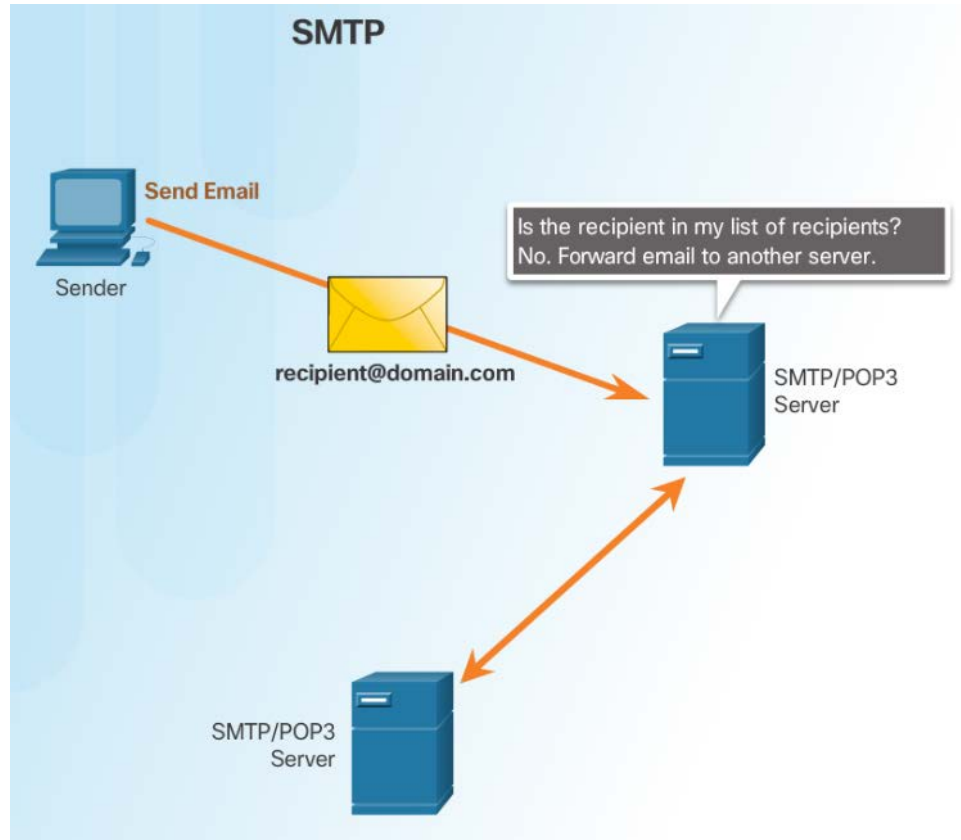 SMTP
Send Email
Sender
Is the recipient in my list of recipients?
No. Forward email to another server.
recipient@domain.com
SMTP/POP3
Server
SMTP/POP3
Server